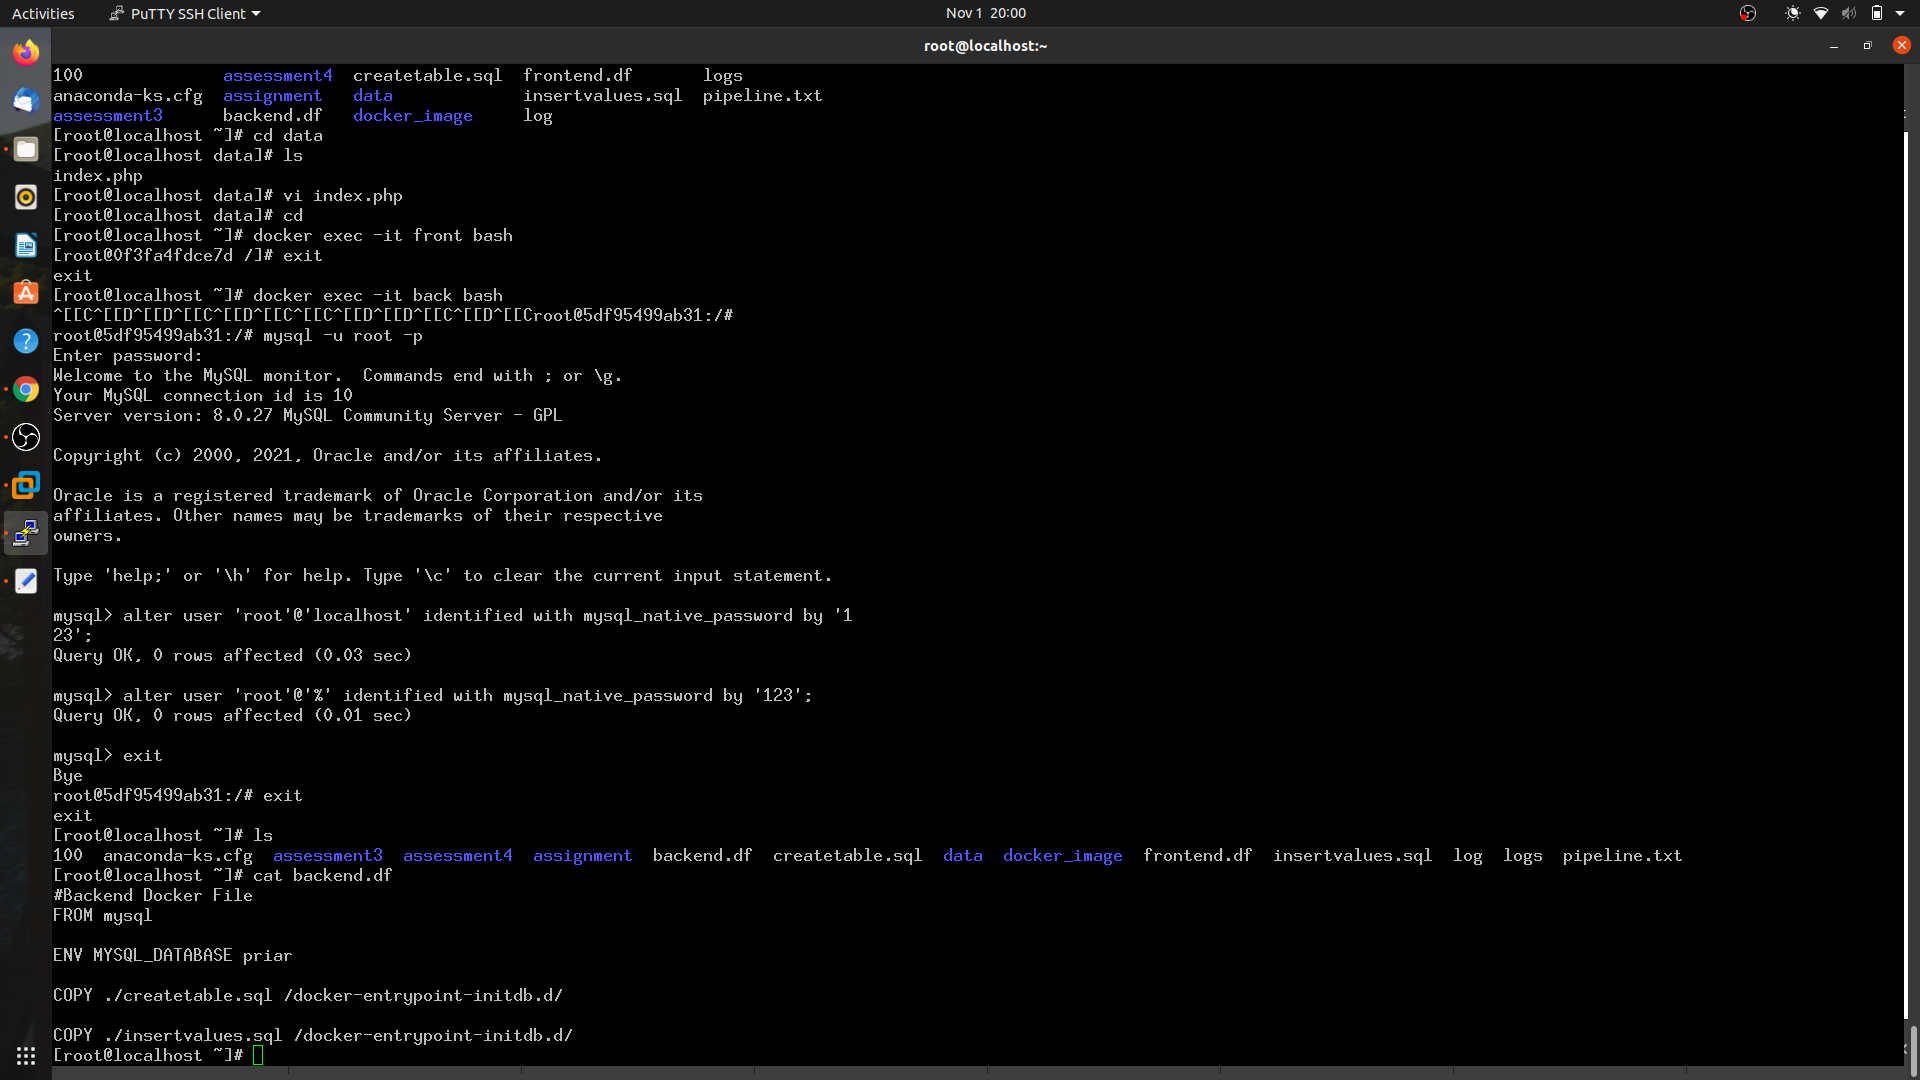 Activities PuTTY SSH Client Nov 1 20:00
root@localhost:~
100 assessment4 createtable.sql frontend.df logs
anaconda-ks.cfg assignment data insertvalues.sql pipeline.txt
assessment3 backend.df docker_image log
[root@localhost ~]# cd data
[root@localhost data]# ls
index.php
[root@localhost data]# vi index.php
[root@localhost data]# cd
[root@localhost ~]# docker exec -it front bash
[root@0f3fa4fdce7d /]# exit
exit
[root@localhost ~]# docker exec -it back bash
^[[C^[[D^[[D^[[C^[[D^[[C^[[C^[[D^[[D^[[C^[[D^[[Croot@5df95499ab31:/#
root@5df95499ab31:/# mysql -u root -p
Enter password:
Welcome to the MySQL monitor.  Commands end with ; or \g.
Your MySQL connection id is 10
Server version: 8.0.27 MySQL Community Server - GPL
Copyright (c) 2000, 2021, Oracle and/or its affiliates.
Oracle is a registered trademark of Oracle Corporation and/or its
affiliates. Other names may be trademarks of their respective
owners.
Type 'help;' or '\h' for help. Type '\c' to clear the current input statement.
mysql> alter user 'root'@'localhost' identified with mysql_native_password by '1
23';
Query OK, 0 rows affected (0.03 sec)
mysql> alter user 'root'@'%' identified with mysql_native_password by '123';
Query OK, 0 rows affected (0.01 sec)
mysql> exit
Bye
root@5df95499ab31:/# exit
exit
[root@localhost ~]# ls
100 anaconda-ks.cfg assessment3 assessment4 assignment backend.df createtable.sql data docker_image frontend.df insertvalues.sql log logs pipeline.txt
[root@localhost ~]# cat backend.df
#Backend Docker File
FROM mysql
ENV MYSQL_DATABASE priar
COPY ./createtable.sql /docker-entrypoint-initdb.d/
COPY ./insertvalues.sql /docker-entrypoint-initdb.d/
[root@localhost ~]#